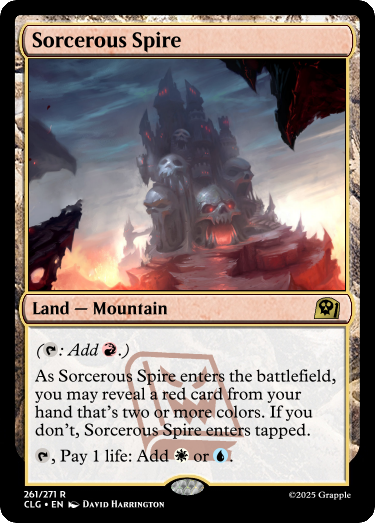 Sorcerous Spire
Land — Mountain
(: Add .)
As Sorcerous Spire enters the battlefield,
you may reveal a red card from your
hand that's two or more colors. If you
don't, Sorcerous Spire enters tapped.
, Pay 1 life: Add or .
261/271 R
CLG • EN David Harrington
©2025 Grapple